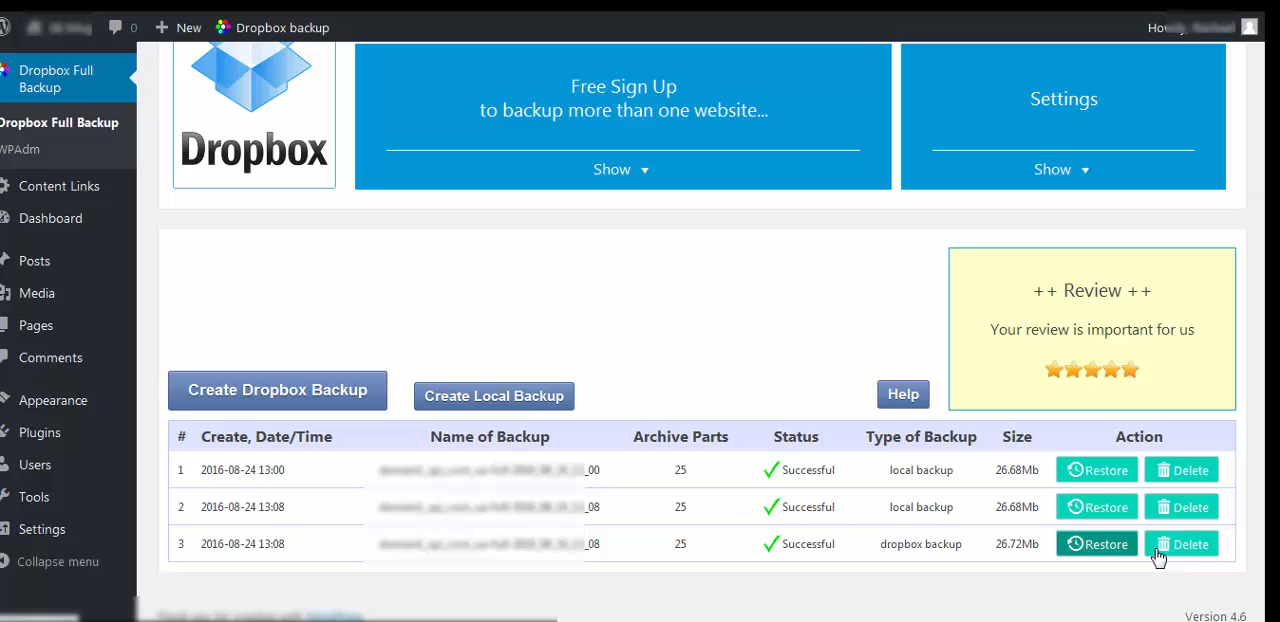 0
New
Dropbox backup
Dropbox Full
Backup
Dropbox Full Backup
WPAdm
Content Links
Dashboard
Posts
Media
Pages
Comments
Appearance
Plugins
Users
Tools
Settings
Collapse menu
Dropbox
Free Sign Up
to backup more than one website...
Show
Settings
Show
++ Review ++
Your review is important for us
Create Dropbox Backup
Create Local Backup
Help
# Create, Date/Time Name of Backup Archive Parts Status Type of Backup Size Action
1 2016-08-24 13:00 _00 25 Successful local backup 26.68Mb Restore Delete
2 2016-08-24 13:08 _08 25 Successful local backup 26.68Mb Restore Delete
3 2016-08-24 13:08 _08 25 Successful dropbox backup 26.72Mb Restore Delete
Version 4.6